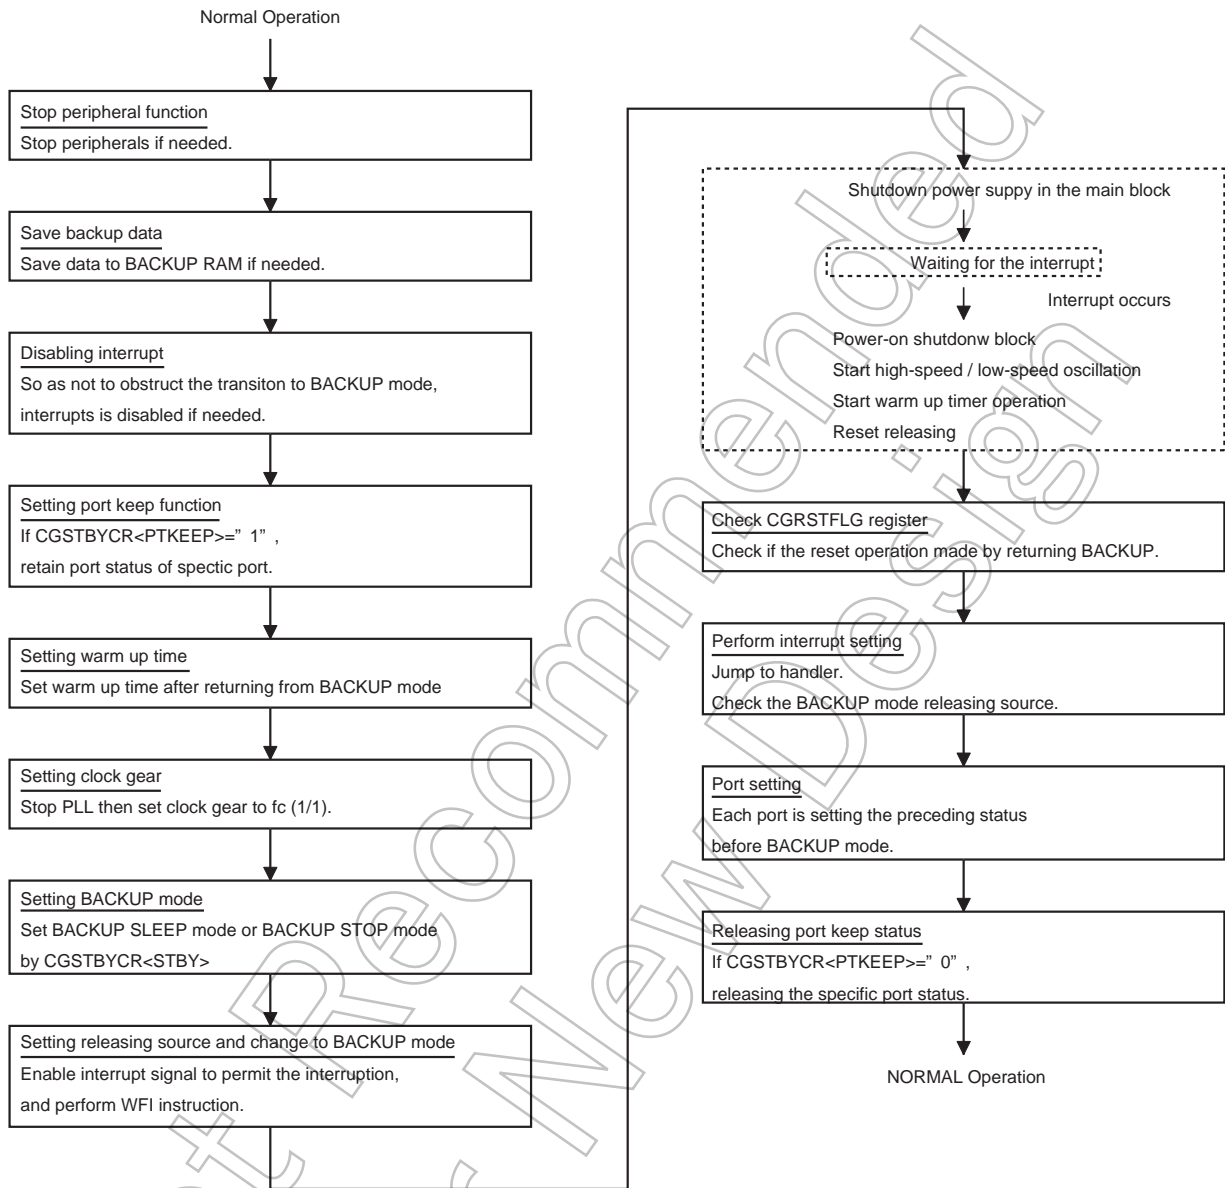 Normal Operation
Stop peripheral function
Stop peripherals if needed.
Save backup data
Save data to BACKUP RAM if needed.
Disabling interrupt
So as not to obstruct the transiton to BACKUP mode,
interrupts is disabled if needed.
Setting port keep function
If CGSTBYCR<PTKEEP>=” 1” ,
retain port status of spectic port.
Setting warm up time
Set warm up time after returning from BACKUP mode
Setting clock gear
Stop PLL then set clock gear to fc (1/1).
Setting BACKUP mode
Set BACKUP SLEEP mode or BACKUP STOP mode
by CGSTBYCR<STBY>
Setting releasing source and change to BACKUP mode
Enable interrupt signal to permit the interruption,
and perform WFI instruction.
Shutdown power suppy in the main block
Waiting for the interrupt
Interrupt occurs
Power-on shutdonw block
Start high-speed / low-speed oscillation
Start warm up timer operation
Reset releasing
Check CGRSTFLG register
Check if the reset operation made by returning BACKUP.
Perform interrupt setting
Jump to handler.
Check the BACKUP mode releasing source.
Port setting
Each port is setting the preceding status
before BACKUP mode.
Releasing port keep status
If CGSTBYCR<PTKEEP>=” 0” ,
releasing the specific port status.
NORMAL Operation
t Recommended
r New Design